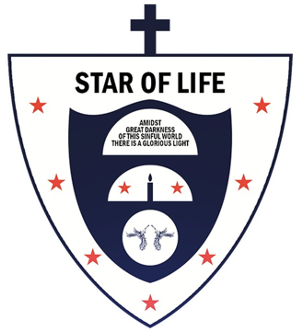 STAR OF LIFE
AMIDST
GREAT DARKNESS
OF THIS SINFUL WORLD
THERE IS A GLORIOUS LIGHT